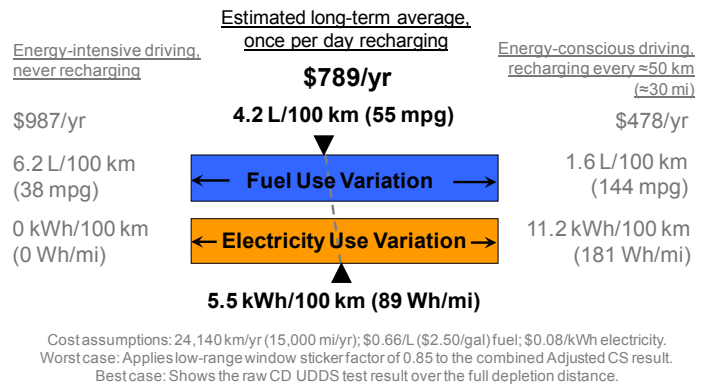 Estimated long-term average,
once per day recharging
$789/yr
4.2 L/100 km (55 mpg)
Energy-intensive driving,
never recharging
$987/yr
6.2 L/100 km
(38 mpg)
0 kWh/100 km
(0 Wh/mi)
Energy-conscious driving,
recharging every ≈50 km
(≈30 mi)
$478/yr
1.6 L/100 km
(144 mpg)
11.2 kWh/100 km
(181 Wh/mi)
Fuel Use Variation
Electricity Use Variation
5.5 kWh/100 km (89 Wh/mi)
Cost assumptions: 24,140 km/yr (15,000 mi/yr); $0.66/L ($2.50/gal) fuel; $0.08/kWh electricity.
Worst case: Applies low-range window sticker factor of 0.85 to the combined Adjusted CS result.
Best case: Shows the raw CD UDDS test result over the full depletion distance.